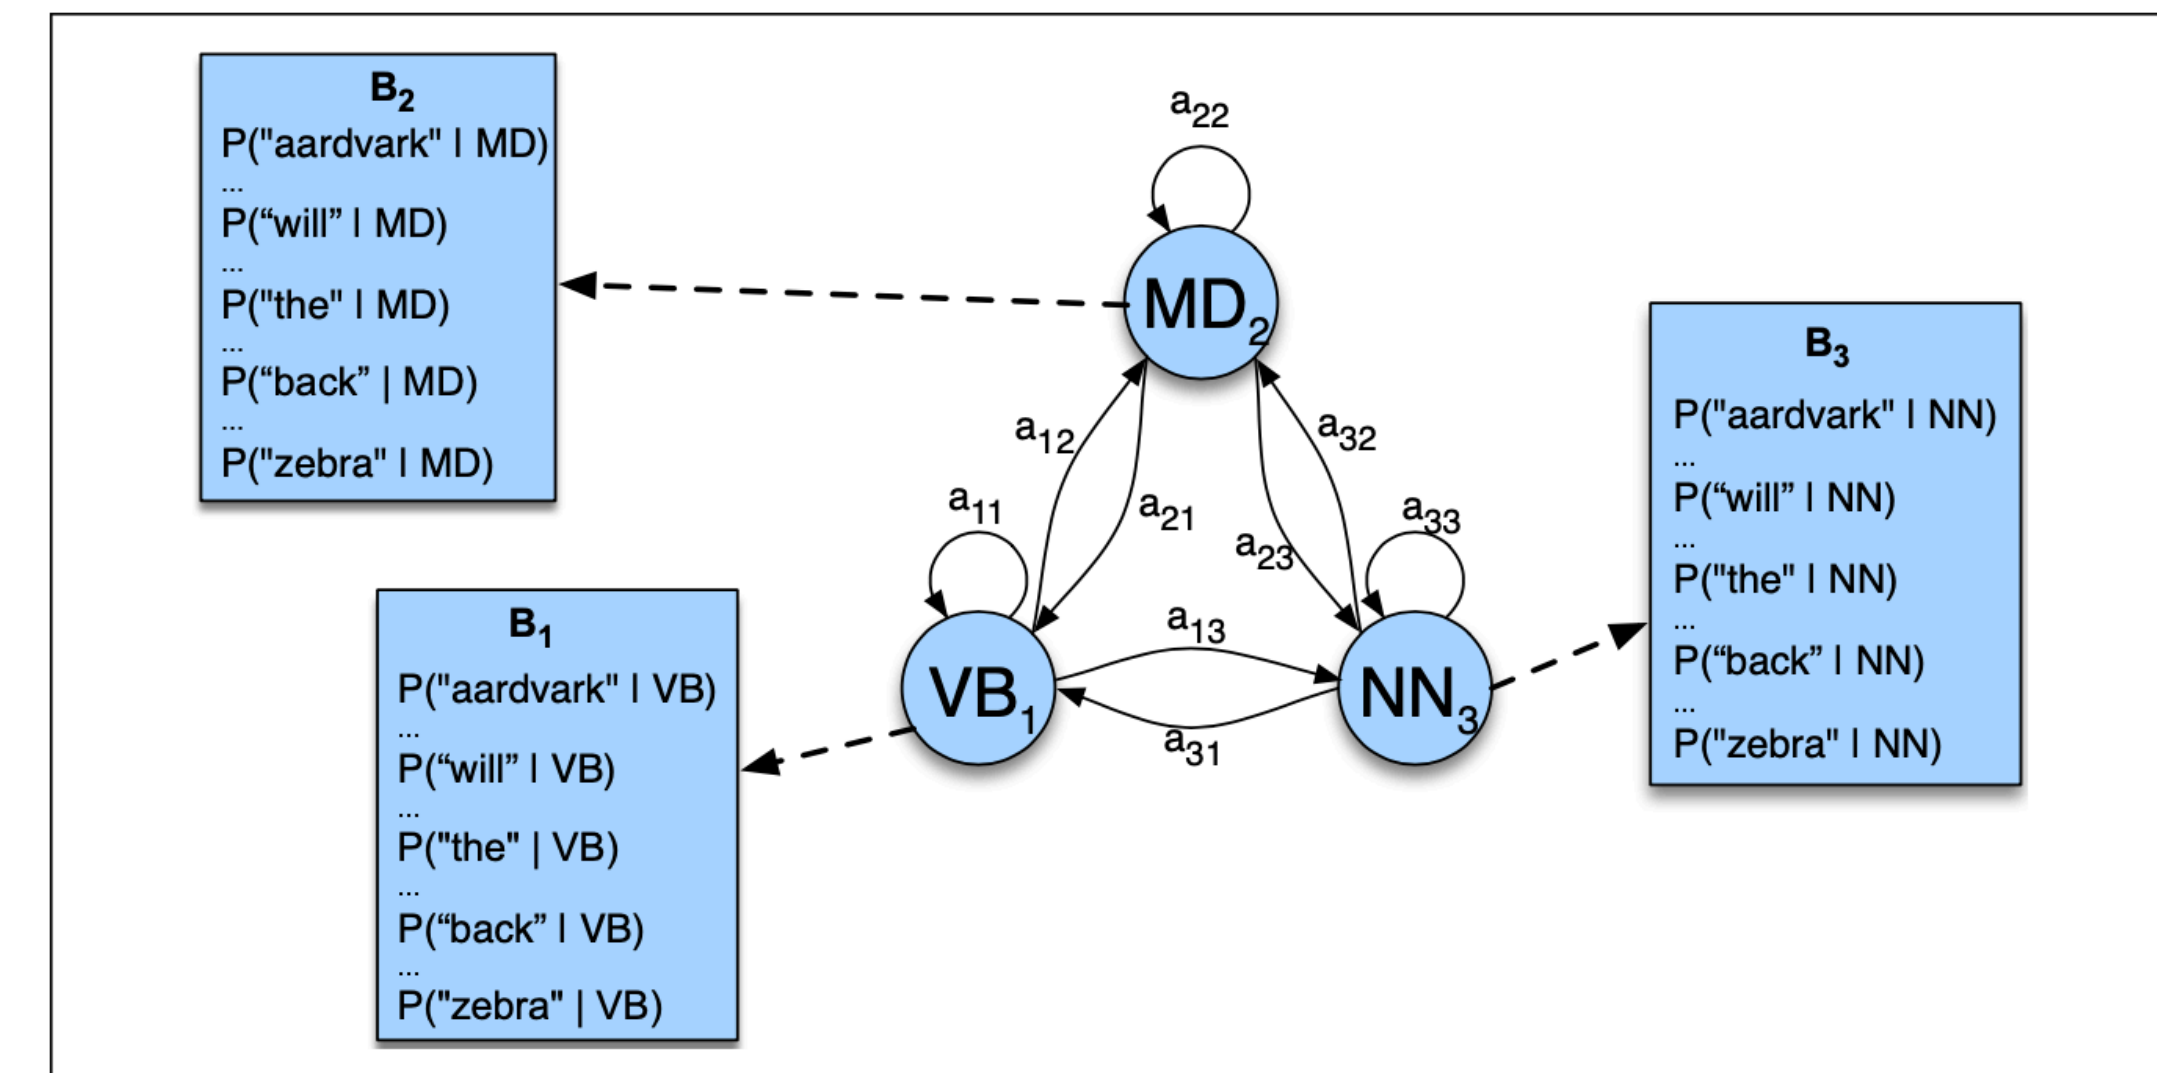 B2
P("aardvark" | MD)
...
P(“will” | MD)
...
P("the" | MD)
...
P(“back” | MD)
...
P("zebra" | MD)
a22
MD2
a12
a21
a32
a23
a11
a33
a13
a31
VB1
NN3
B1
P("aardvark" | VB)
...
P(“will” | VB)
...
P("the" | VB)
...
P(“back” | VB)
...
P("zebra" | VB)
B3
P("aardvark" | NN)
...
P(“will” | NN)
...
P("the" | NN)
...
P(“back” | NN)
...
P("zebra" | NN)